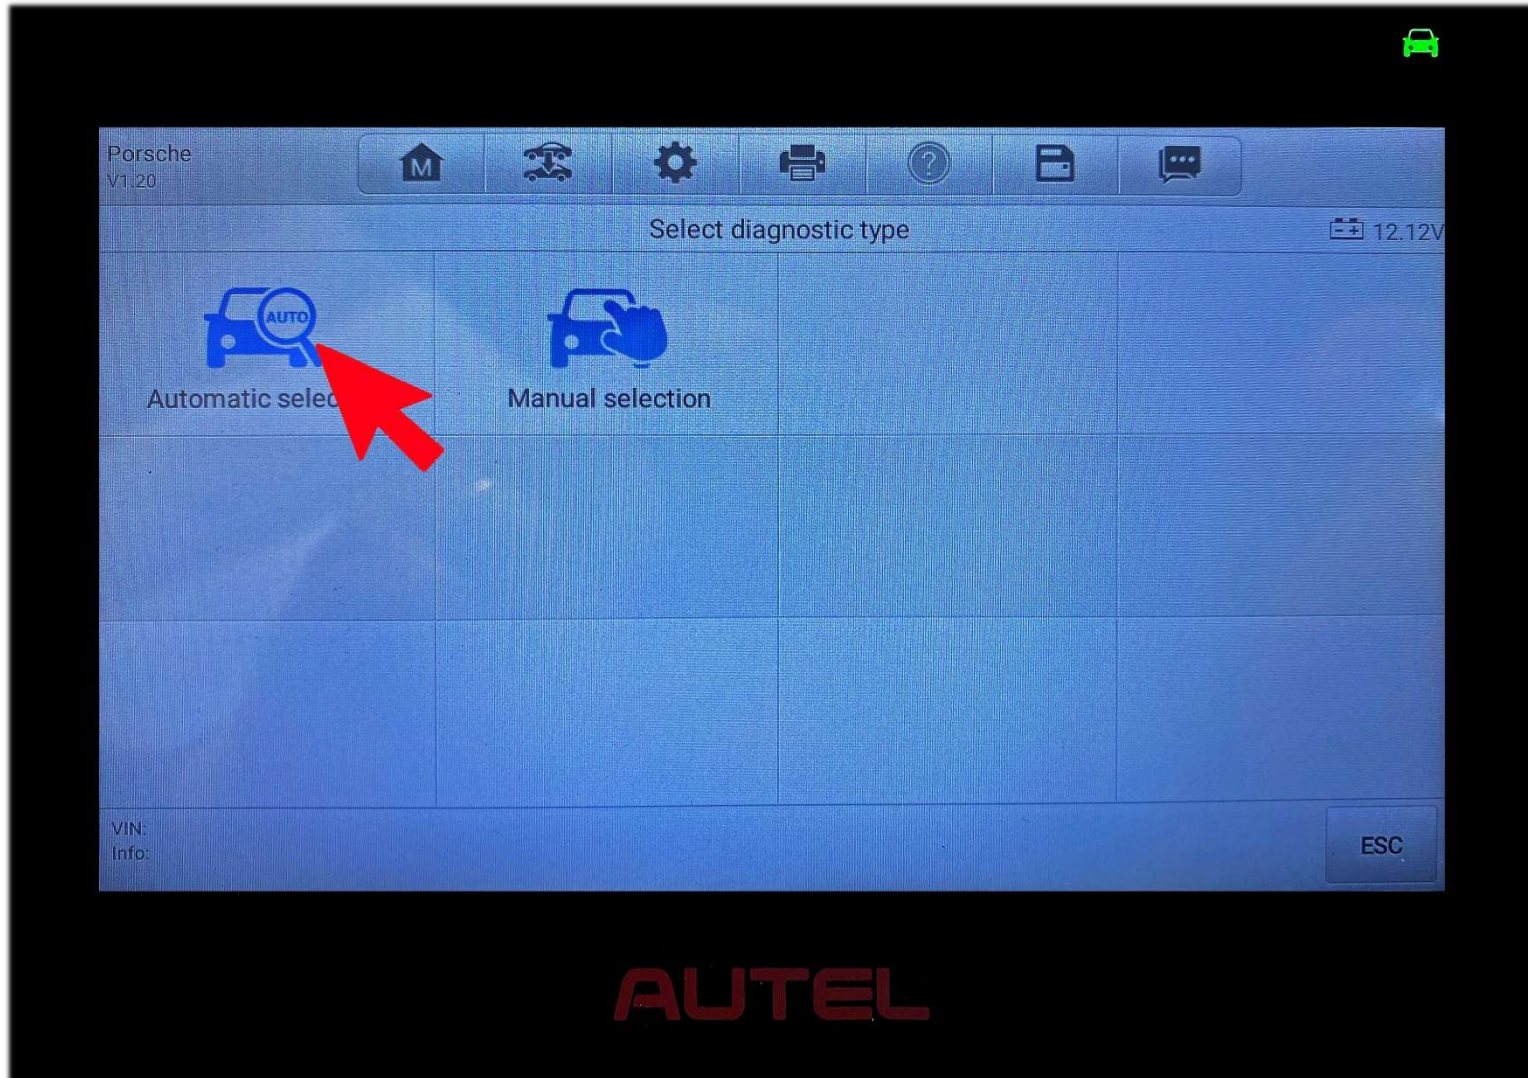 Porsche
V1.20
M
?
Select diagnostic type
12.12V
AUTO
Automatic selec
Manual selection
VIN:
Info:
ESC
AUTEL